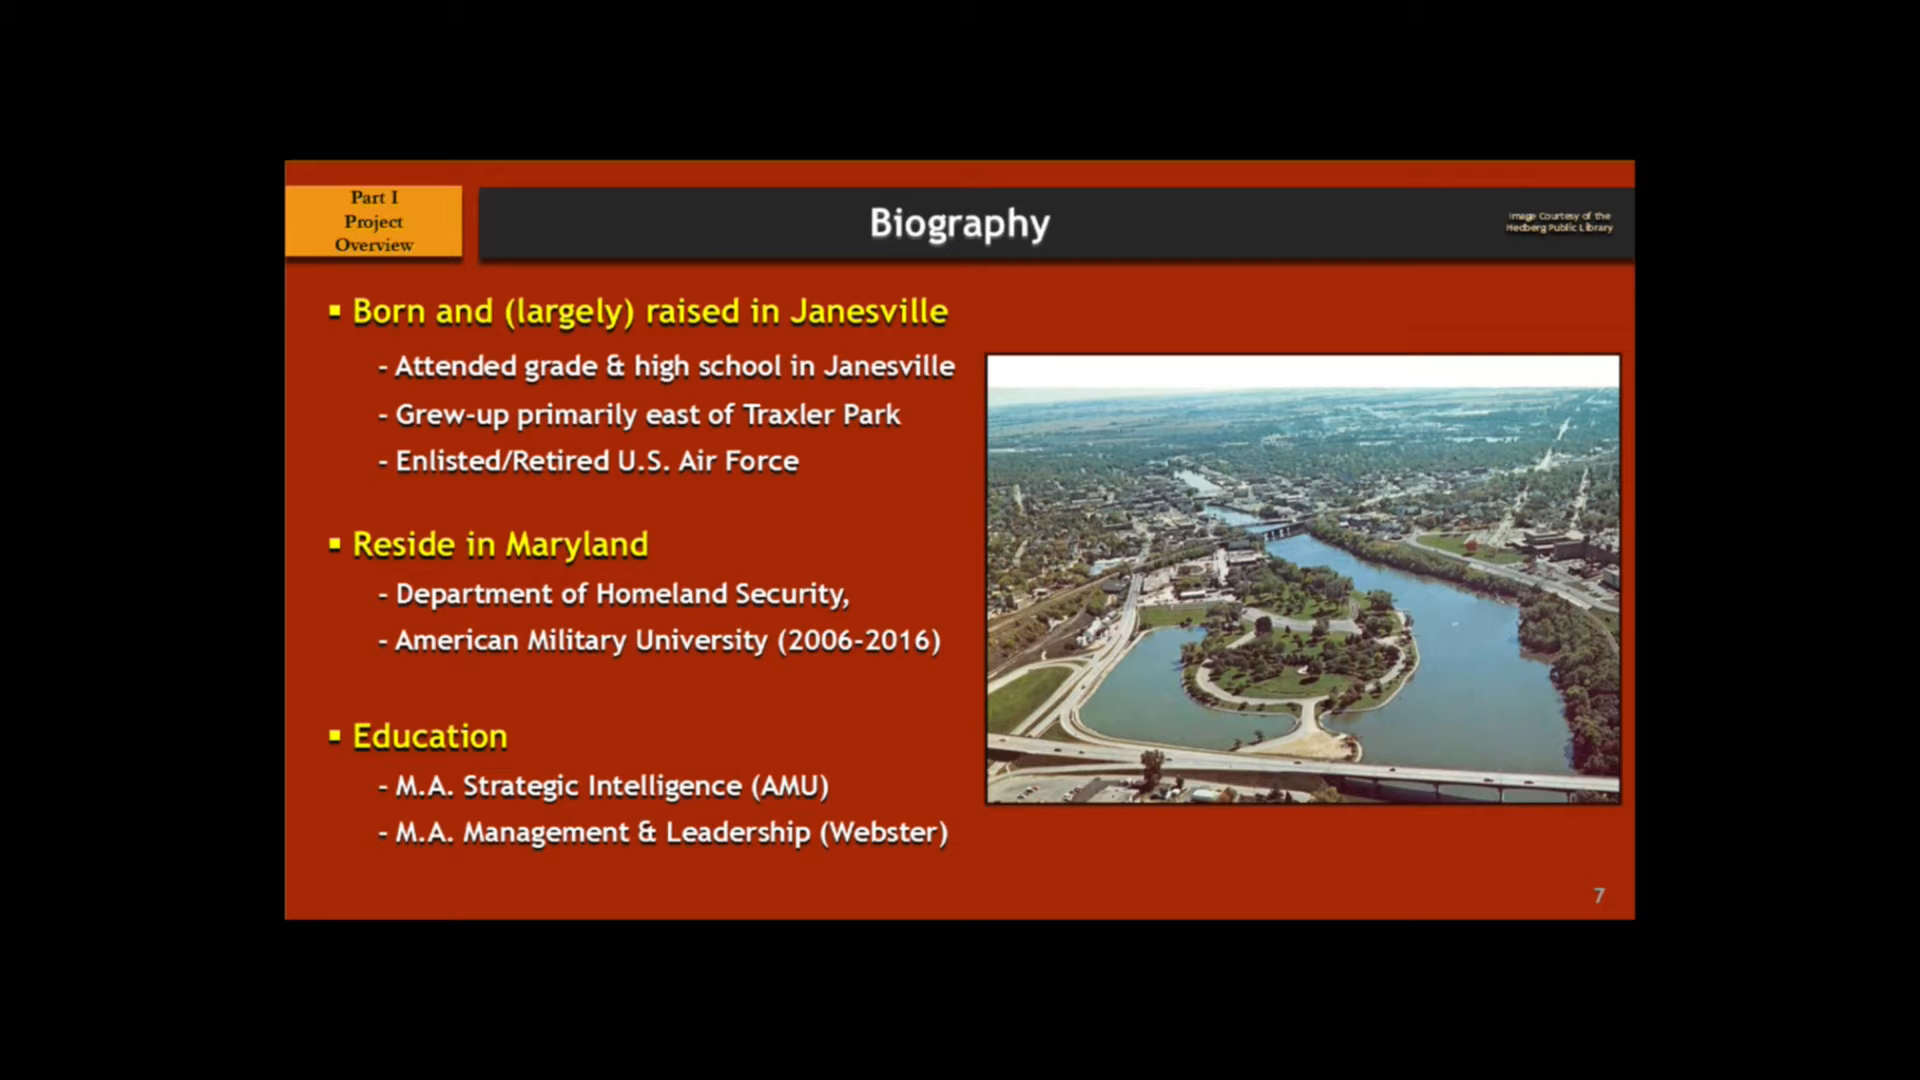 Part I
Project
Overview
Biography
Image Courtesy of the
Hedberg Public Library
▪ Born and (largely) raised in Janesville
- Attended grade & high school in Janesville
- Grew-up primarily east of Traxler Park
- Enlisted/Retired U.S. Air Force
▪ Reside in Maryland
- Department of Homeland Security,
- American Military University (2006-2016)
▪ Education
- M.A. Strategic Intelligence (AMU)
- M.A. Management & Leadership (Webster)
7